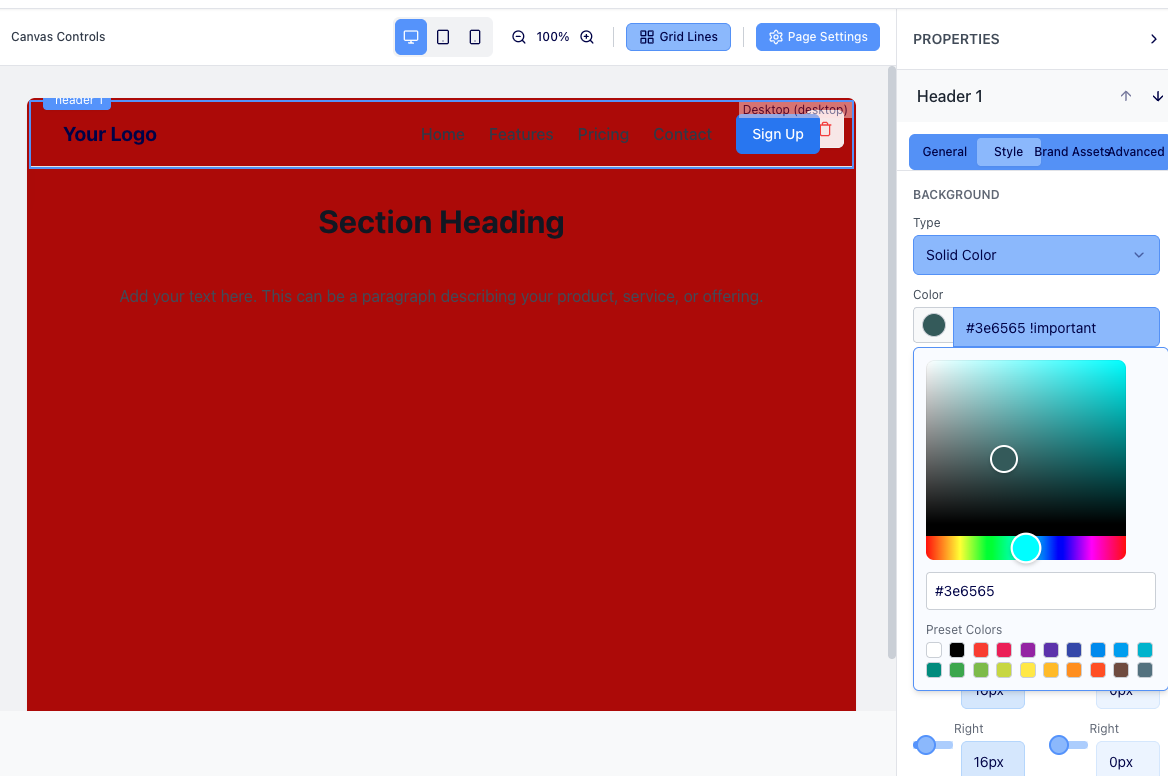 Canvas Controls
100%
Grid Lines
Page Settings
PROPERTIES
Header 1
header 1
Desktop (desktop)
Your Logo
Home
Features
Pricing
Contact
Sign Up
General
Style
Brand Assets
Advanced
Section Heading
Add your text here. This can be a paragraph describing your product, service, or offering.
BACKGROUND
Type
Solid Color
Color
#3e6565 !important
#3e6565
Preset Colors
16px
0px
Right
Right
16px
0px